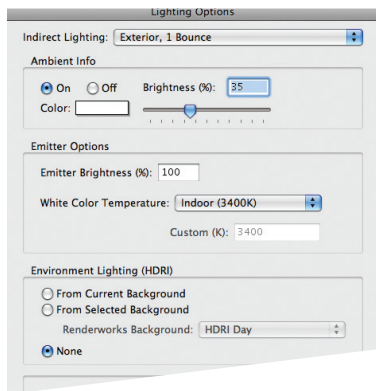 Lighting Options
Indirect Lighting: Exterior, 1 Bounce
Ambient Info
On Off Brightness (%): 35
Color:
Emitter Options
Emitter Brightness (%): 100
White Color Temperature: Indoor (3400K)
Custom (K): 3400
Environment Lighting (HDRI)
From Current Background
From Selected Background
Renderworks Background: HDRI Day
None